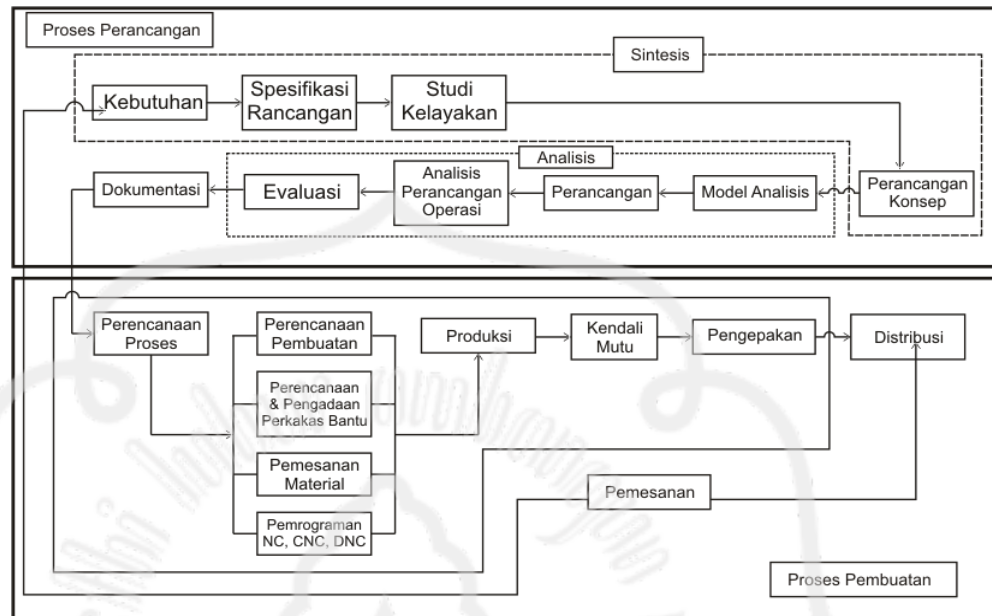 Proses Perancangan
Sintesis
Kebutuhan
Spesifikasi
Rancangan
Studi
Kelayakan
Analisis
Dokumentasi
Evaluasi
Analisis
Perancangan
Operasi
Perancangan
Model Analisis
Perancangan
Konsep
Perencanaan
Proses
Perencanaan
Pembuatan
Produksi
Kendali
Mutu
Pengepakan
Distribusi
Perencanaan
& Pengadaan
Perkakas Bantu
Pemesanan
Material
Pemesanan
Pemrograman
NC, CNC, DNC
Proses Pembuatan